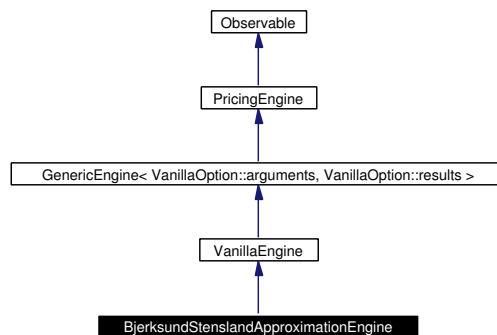 Observable
PricingEngine
GenericEngine< VanillaOption::arguments, VanillaOption::results >
VanillaEngine
BjerksundStenslandApproximationEngine